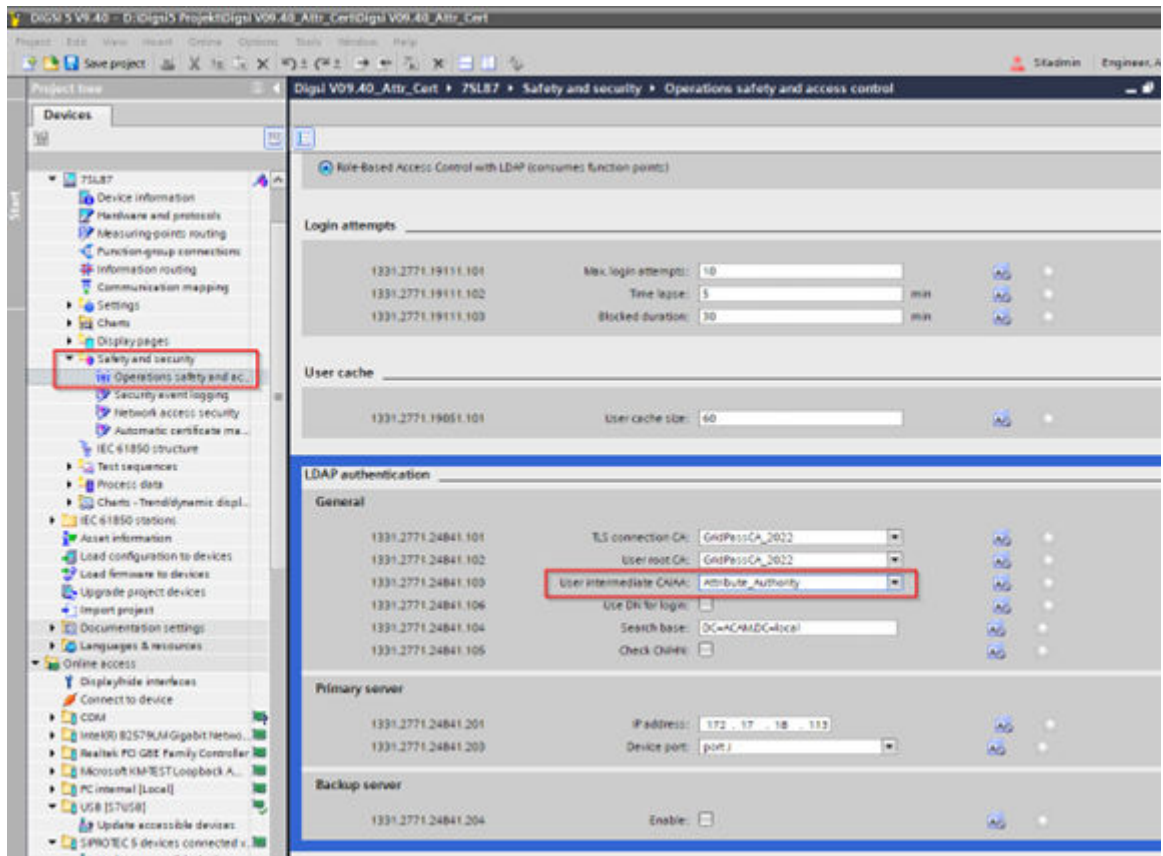 DIGSI 5 V9.40 - D:\Digsi5 Projekt\Digsi V09.40_Attr_Cert\Digsi V09.40_Attr_Cert
Project Edit View Insert Online Options Tools Window Help
Save project
Sitadmin Engineer, A
Project tree
Digsi V09.40_Attr_Cert 7SL87 Safety and security Operations safety and access control
Devices
Start
Role-Based Access Control with LDAP (consumes function points)
7SL87
Device information
Hardware and protocols
Measuring-points routing
Function-group connections
Information routing
Communication mapping
Settings
Charts
Display pages
Safety and security
Operations safety and ac...
Security event logging
Network access security
Automatic certificate ma...
IEC 61850 structure
Test sequences
Process data
Charts - Trend/dynamic displ...
IEC 61850 stations
Asset information
Load configuration to devices
Load firmware to devices
Upgrade project devices
Import project
Documentation settings
Languages & resources
Online access
Display/hide interfaces
Connect to device
COM
Intel(R) 82579LM Gigabit Netwo...
Realtek PCI GBE Family Controller
Microsoft KM-TEST Loopback A...
PC internal [Local]
USB [S7USB]
Update accessible devices
SIPROTEC 5 devices connected v...
Login attempts
1331.2771.19111.101 Max. login attempts: 10
1331.2771.19111.102 Time lapse: 5 min
1331.2771.19111.103 Blocked duration: 30 min
User cache
1331.2771.19051.101 User cache size: 60
LDAP authentication
General
1331.2771.24841.101 TLS connection CA: GridPassCA_2022
1331.2771.24841.102 User root CA: GridPassCA_2022
1331.2771.24841.103 User intermediate CA/AA: Attribute_Authority
1331.2771.24841.106 Use DN for login:
1331.2771.24841.104 Search base: DC=ACAM,DC=local
1331.2771.24841.105 Check CN/HN:
Primary server
1331.2771.24841.201 IP address: 172 . 17 . 18 . 113
1331.2771.24841.203 Device port: port J
Backup server
1331.2771.24841.204 Enable: